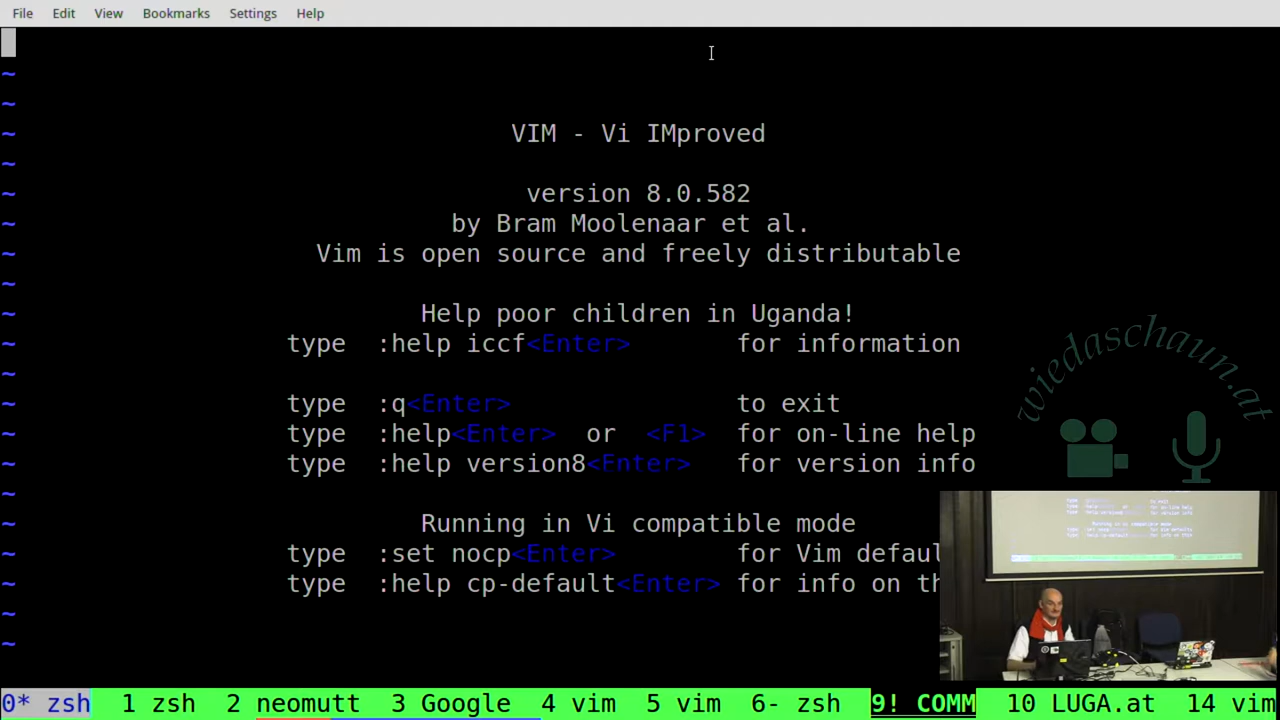 File Edit View Bookmarks Settings Help
~
~
~
VIM - Vi IMproved
~
~
version 8.0.582
~
by Bram Moolenaar et al.
~
Vim is open source and freely distributable
~
~
Help poor children in Uganda!
~
type :help iccf<Enter> for information
~
~
type :q<Enter> to exit
~
type :help<Enter> or <F1> for on-line help
~
type :help version8<Enter> for version info
~
~
Running in Vi compatible mode
~
type :set nocp<Enter> for Vim defaul
~
type :help cp-default<Enter> for info on th
~
~
wiedaschaun.at
0* zsh 1 zsh 2 neomutt 3 Google 4 vim 5 vim 6- zsh 9! COMM 10 LUGA.at 14 vim